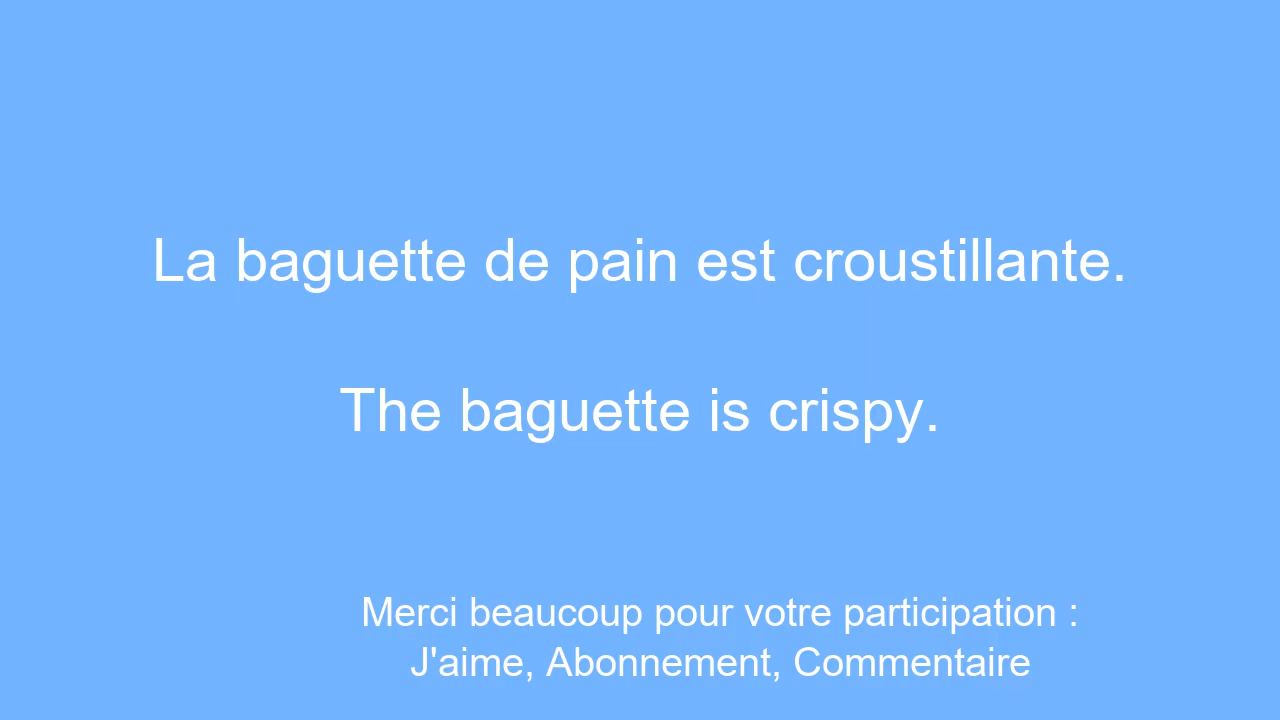 La baguette de pain est croustillante.
The baguette is crispy.
Merci beaucoup pour votre participation :
J'aime, Abonnement, Commentaire